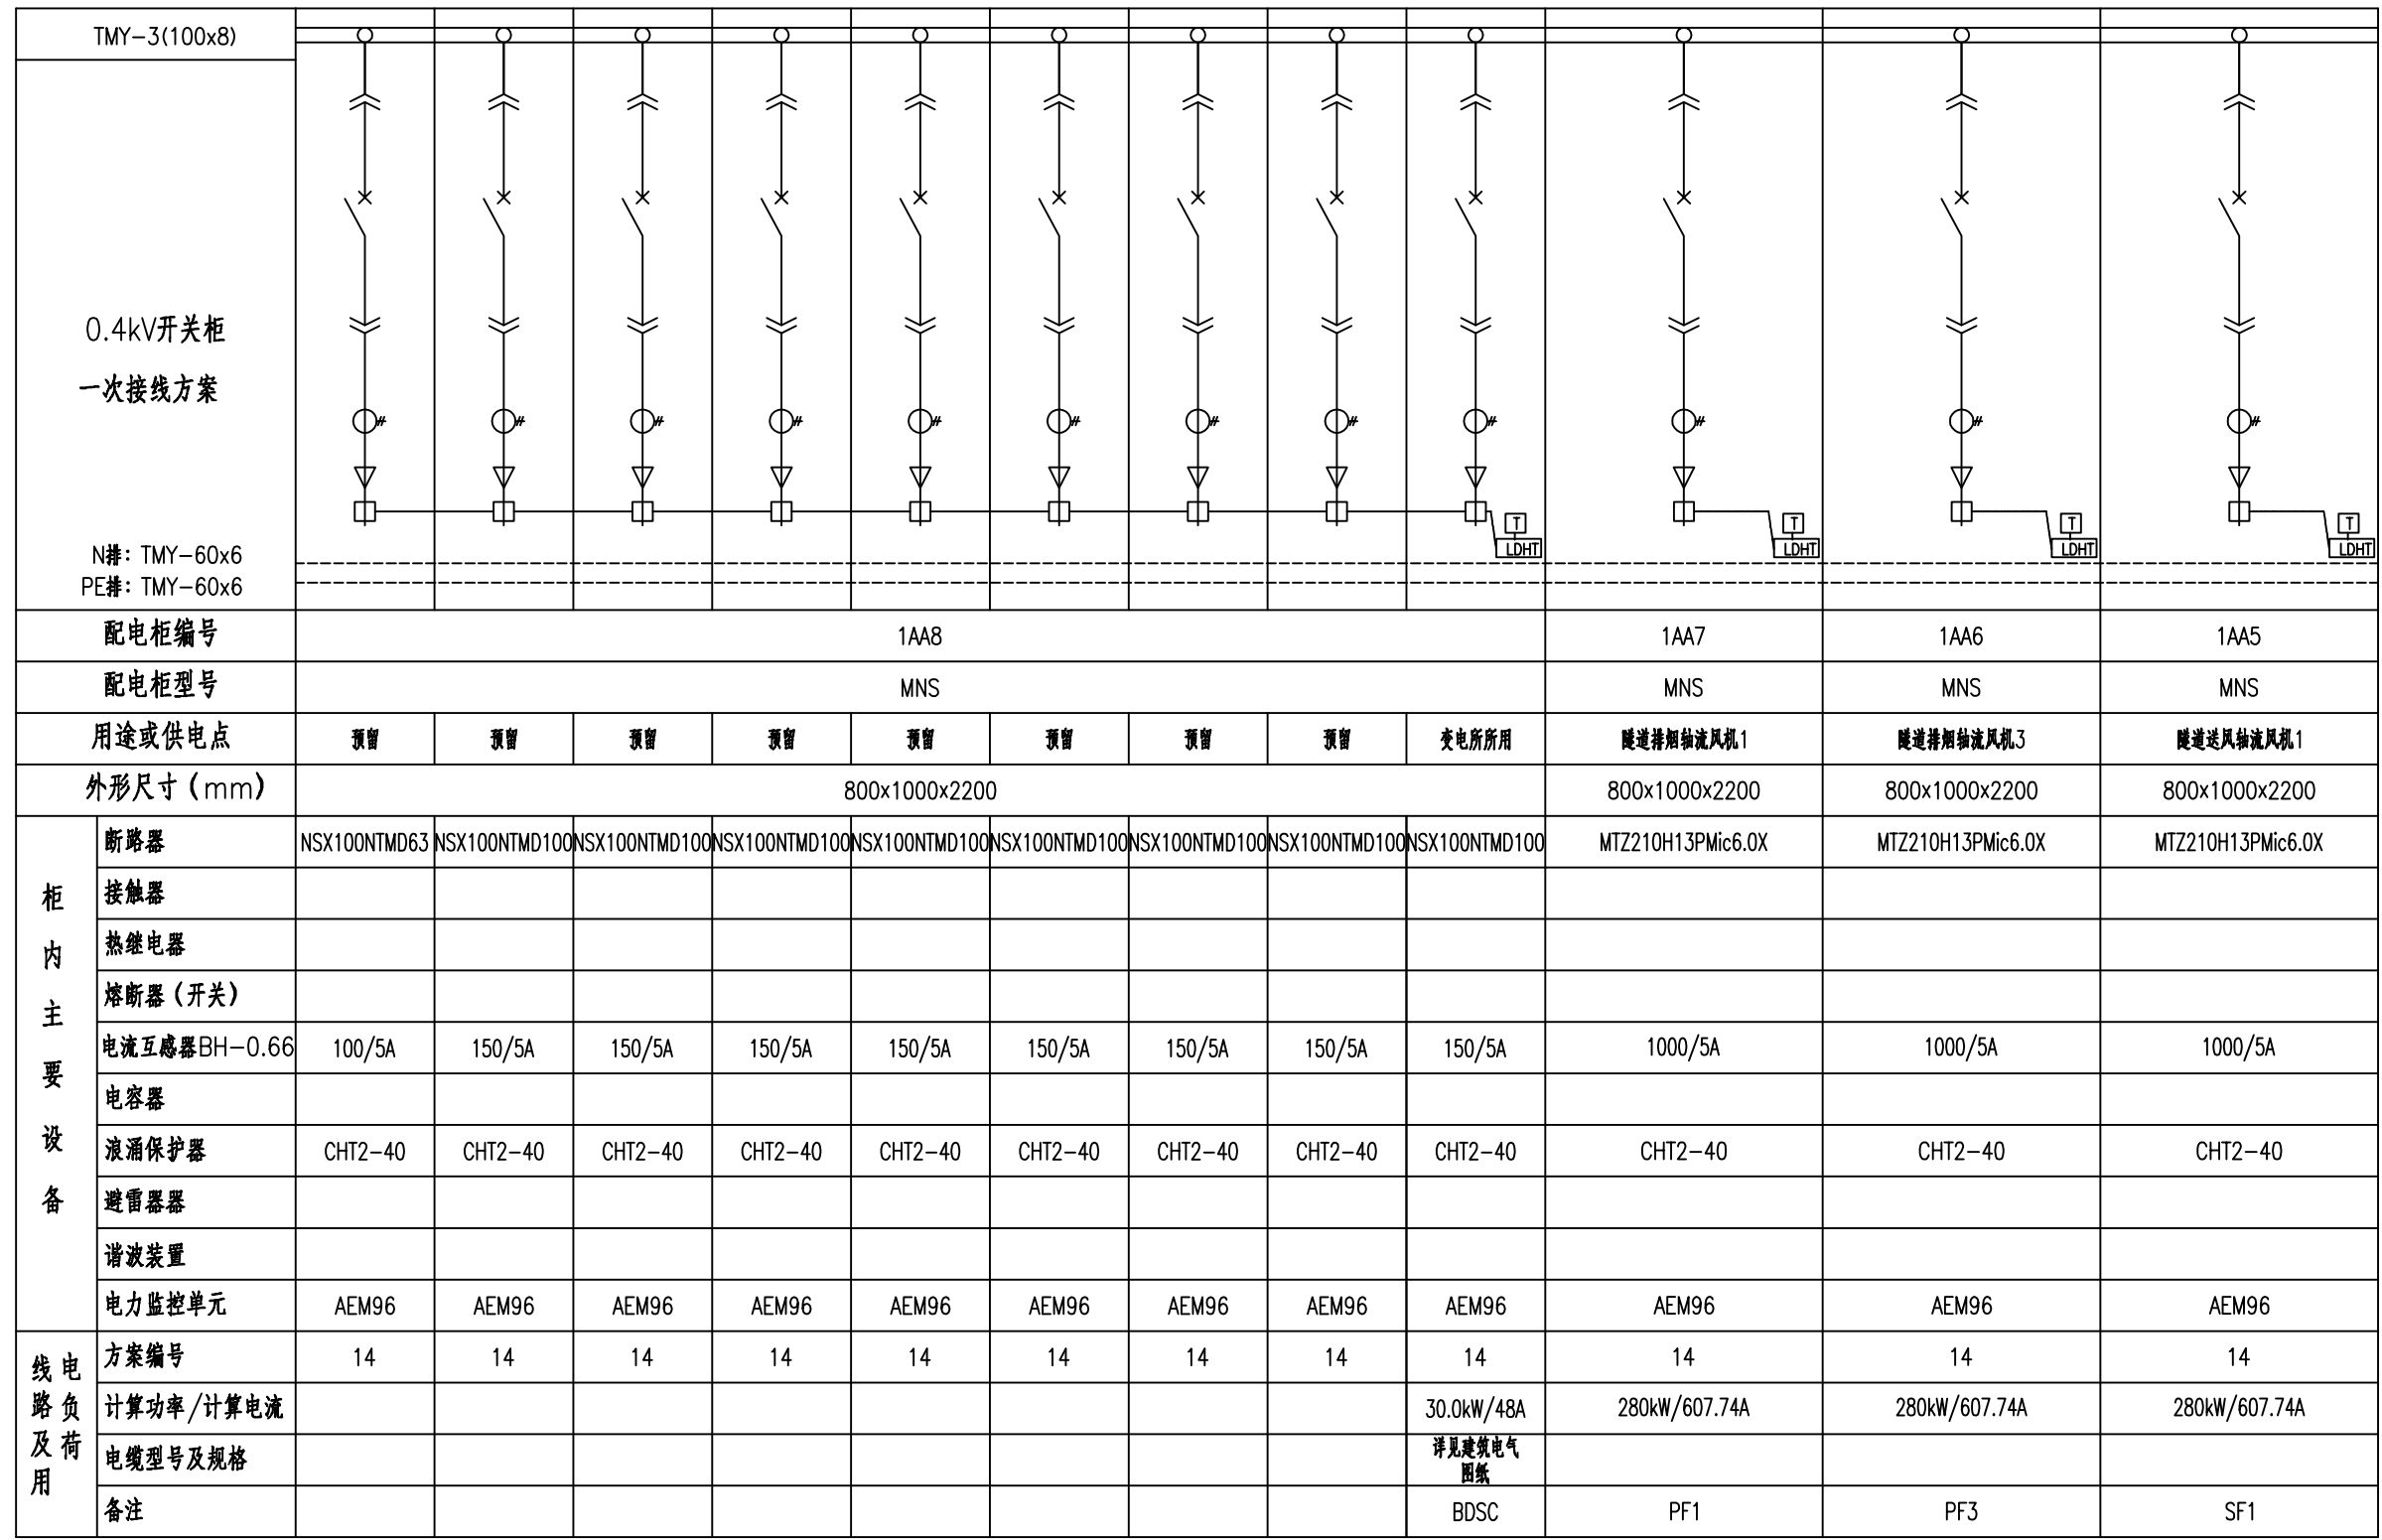 TMY-3(100x8)
0.4kV开关柜
一次接线方案
N排：TMY-60x6
PE排：TMY-60x6
T T T T
LDHT LDHT LDHT LDHT
配电柜编号 1AA8 1AA7 1AA6 1AA5
配电柜型号 MNS MNS MNS MNS
用途或供电点 预留 预留 预留 预留 预留 预留 预留 预留 变电所所用 隧道排烟轴流风机1 隧道排烟轴流风机3 隧道送风轴流风机1
外形尺寸（mm） 800x1000x2200 800x1000x2200 800x1000x2200 800x1000x2200
柜内主要设备
断路器 NSX100NTMD63 NSX100NTMD100 NSX100NTMD100 NSX100NTMD100 NSX100NTMD100 NSX100NTMD100 NSX100NTMD100 NSX100NTMD100 NSX100NTMD100 MTZ210H13PMic6.0X MTZ210H13PMic6.0X MTZ210H13PMic6.0X
接触器
热继电器
熔断器（开关）
电流互感器BH-0.66 100/5A 150/5A 150/5A 150/5A 150/5A 150/5A 150/5A 150/5A 150/5A 1000/5A 1000/5A 1000/5A
电容器
浪涌保护器 CHT2-40 CHT2-40 CHT2-40 CHT2-40 CHT2-40 CHT2-40 CHT2-40 CHT2-40 CHT2-40 CHT2-40 CHT2-40 CHT2-40
避雷器器
谐波装置
电力监控单元 AEM96 AEM96 AEM96 AEM96 AEM96 AEM96 AEM96 AEM96 AEM96 AEM96 AEM96 AEM96
线路及用
电负荷
方案编号 14 14 14 14 14 14 14 14 14 14 14 14
计算功率/计算电流 30.0kW/48A 280kW/607.74A 280kW/607.74A 280kW/607.74A
电缆型号及规格 详见建筑电气
图纸
备注 BDSC PF1 PF3 SF1